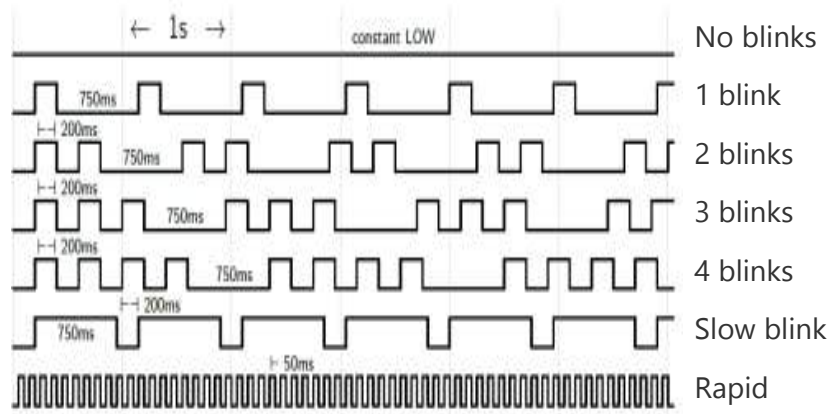 ← 1s → constant LOW No blinks
750ms 1 blink
200ms
750ms 2 blinks
200ms
750ms 3 blinks
200ms
750ms 4 blinks
200ms
750ms Slow blink
50ms
Rapid